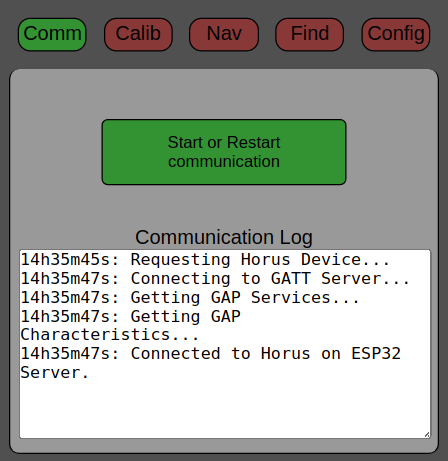 Comm Calib Nav Find Config
Start or Restart
communication
Communication Log
14h35m45s: Requesting Horus Device...
14h35m47s: Connecting to GATT Server...
14h35m47s: Getting GAP Services...
14h35m47s: Getting GAP
Characteristics...
14h35m47s: Connected to Horus on ESP32
Server.